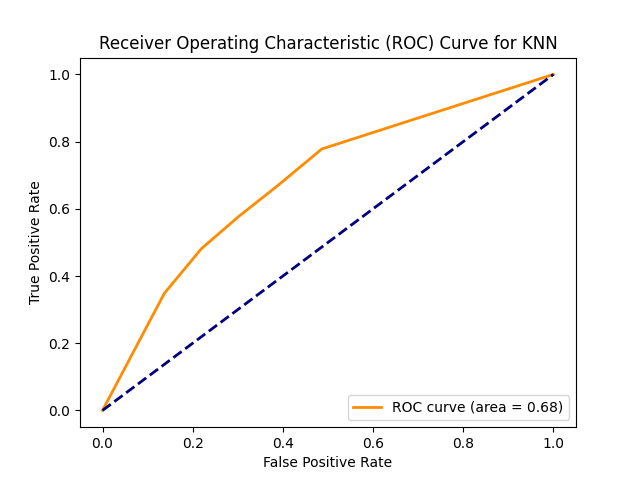 Receiver Operating Characteristic (ROC) Curve for KNN
1.0
0.8
0.6
0.4
0.2
0.0
True Positive Rate
ROC curve (area = 0.68)
0.0 0.2 0.4 0.6 0.8 1.0
False Positive Rate